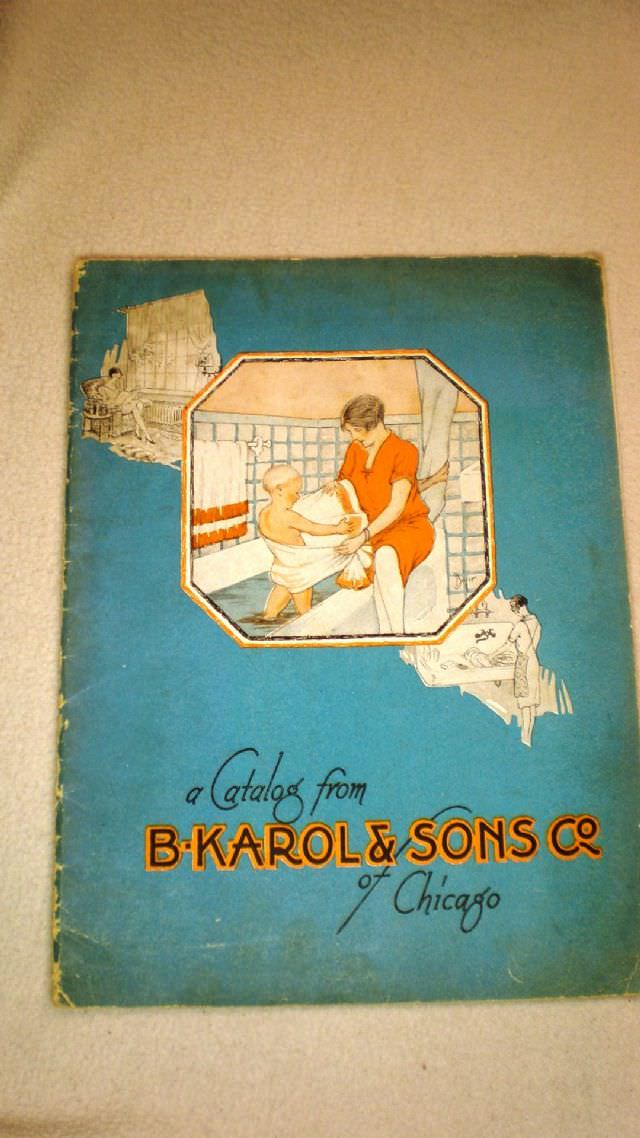 a Catalog from
B·KAROL & SONS CO
of Chicago